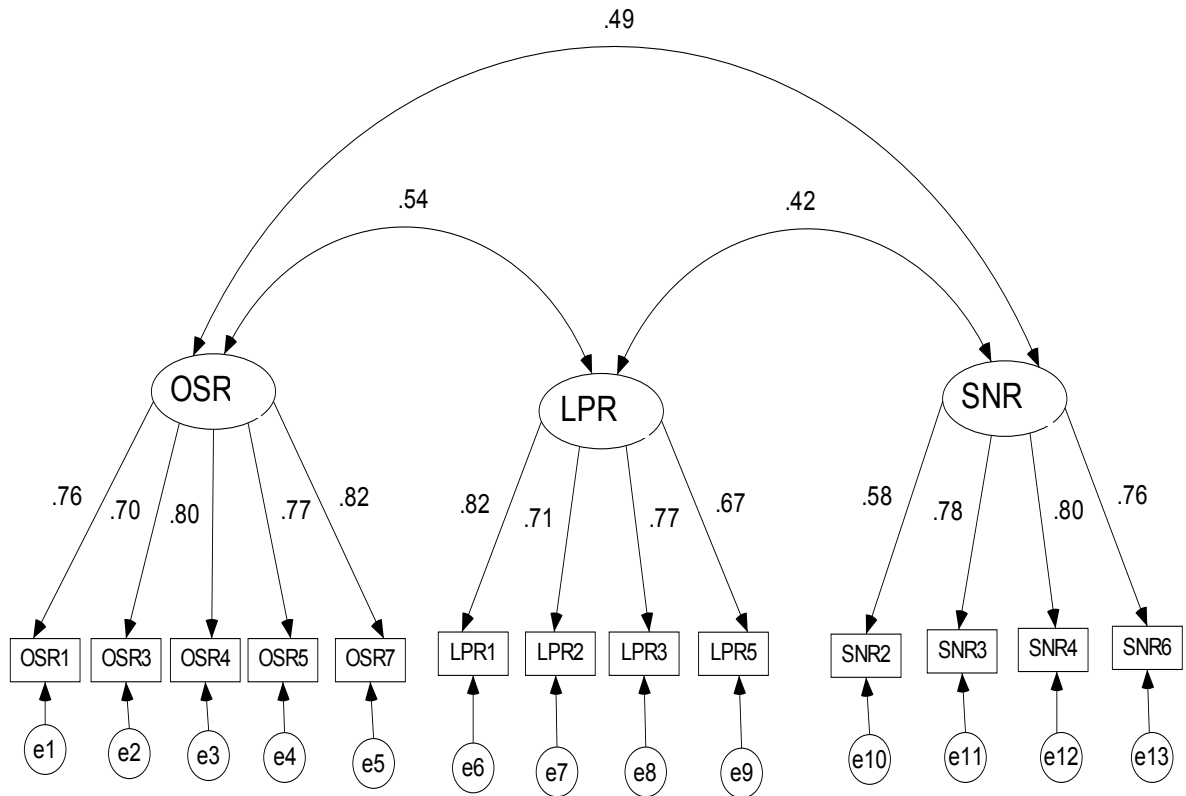 .49
.54
.42
OSR
LPR
SNR
.76
.70
.80
.77
.82
.82
.71
.77
.67
.58
.78
.80
.76
OSR1
OSR3
OSR4
OSR5
OSR7
LPR1
LPR2
LPR3
LPR5
SNR2
SNR3
SNR4
SNR6
e1
e2
e3
e4
e5
e6
e7
e8
e9
e10
e11
e12
e13